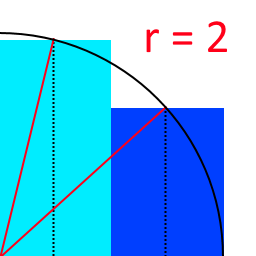 r = 2